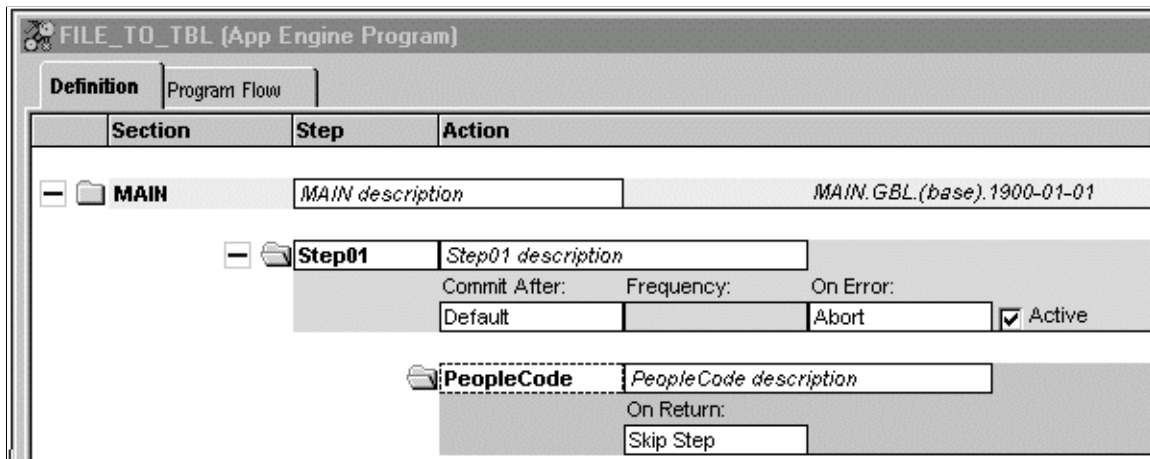 FILE_TO_TBL (App Engine Program)
Definition Program Flow
Section Step Action
MAIN MAIN description MAIN.GBL.(base).1900-01-01
Step01 Step01 description
Commit After: Frequency: On Error:
Default Abort Active
PeopleCode PeopleCode description
On Return:
Skip Step